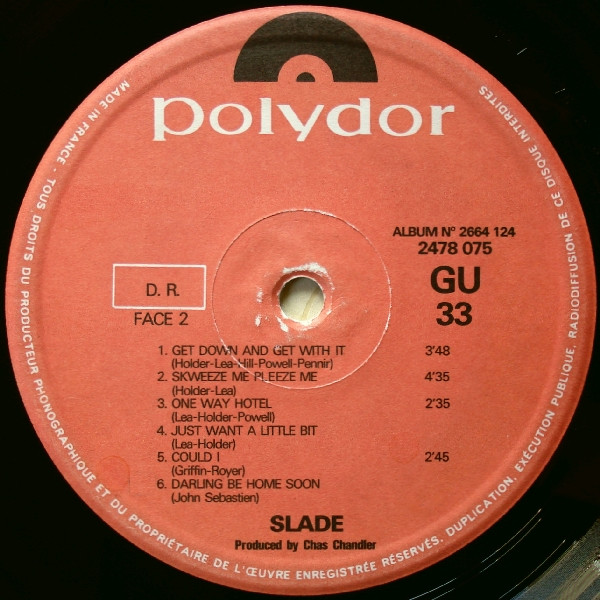 polydor
MADE IN FRANCE · TOUS DROITS DU PRODUCTEUR PHONOGRAPHIQUE ET DU PROPRIÉTAIRE DE L'ŒUVRE ENREGISTRÉE RÉSERVÉS. DUPLICATION, EXÉCUTION PUBLIQUE, RADIODIFFUSION DE CE DISQUE INTERDITES
ALBUM N° 2664 124
2478 075
GU
33
D. R.
FACE 2
1. GET DOWN AND GET WITH IT 3'48
(Holder-Lea-Hill-Powell-Pennir)
2. SKWEEZE ME PLEEZE ME 4'35
(Holder-Lea)
3. ONE WAY HOTEL 2'35
(Lea-Holder-Powell)
4. JUST WANT A LITTLE BIT
(Lea-Holder)
5. COULD I 2'45
(Griffin-Royer)
6. DARLING BE HOME SOON
(John Sebastien)
SLADE
Produced by Chas Chandler